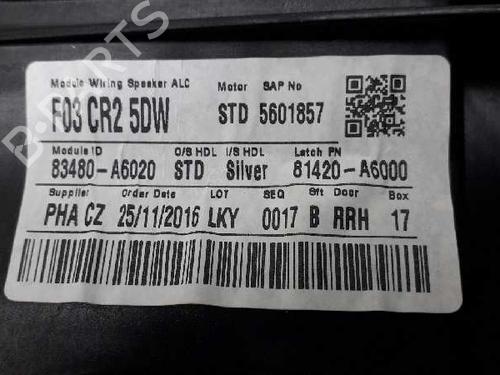 Module Wiring Speaker ALC Motor SAP No
F03 CR2 5DW STD 5601857
Module ID O/S HDL I/S HDL Latch PN
83480-A6020 STD Silver 81420-A6000
Supplier Order Date LOT SEQ Sft Door Box
PHA CZ 25/11/2016 LKY 0017 B RRH 17